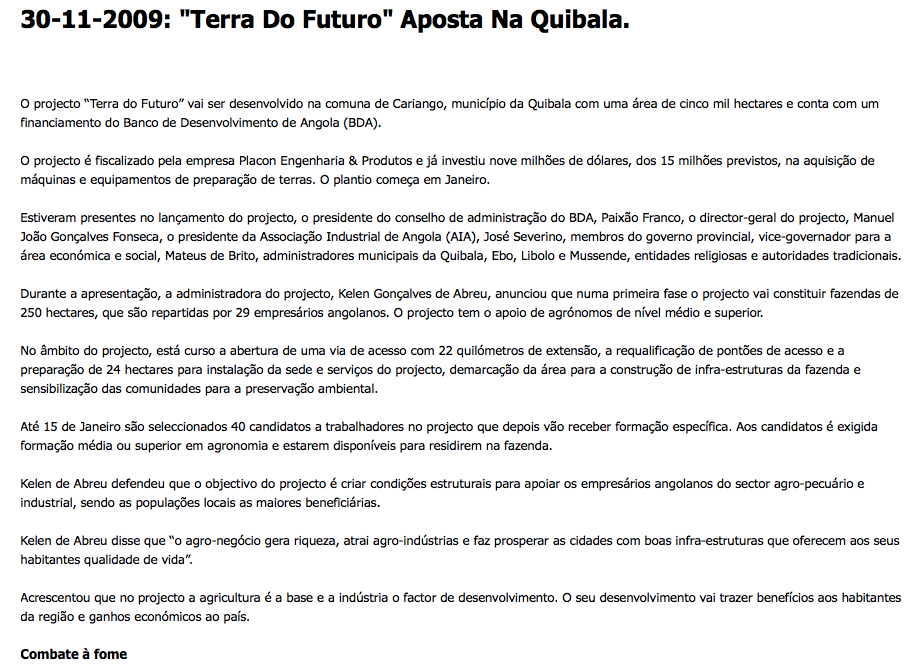 30-11-2009: "Terra Do Futuro" Aposta Na Quibala.
O projecto “Terra do Futuro” vai ser desenvolvido na comuna de Cariango, município da Quibala com uma área de cinco mil hectares e conta com um
financiamento do Banco de Desenvolvimento de Angola (BDA).
O projecto é fiscalizado pela empresa Placon Engenharia & Produtos e já investiu nove milhões de dólares, dos 15 milhões previstos, na aquisição de
máquinas e equipamentos de preparação de terras. O plantio começa em Janeiro.
Estiveram presentes no lançamento do projecto, o presidente do conselho de administração do BDA, Paixão Franco, o director-geral do projecto, Manuel
João Gonçalves Fonseca, o presidente da Associação Industrial de Angola (AIA), José Severino, membros do governo provincial, vice-governador para a
área económica e social, Mateus de Brito, administradores municipais da Quibala, Ebo, Libolo e Mussende, entidades religiosas e autoridades tradicionais.
Durante a apresentação, a administradora do projecto, Kelen Gonçalves de Abreu, anunciou que numa primeira fase o projecto vai constituir fazendas de
250 hectares, que são repartidas por 29 empresários angolanos. O projecto tem o apoio de agrónomos de nível médio e superior.
No âmbito do projecto, está curso a abertura de uma via de acesso com 22 quilómetros de extensão, a requalificação de pontões de acesso e a
preparação de 24 hectares para instalação da sede e serviços do projecto, demarcação da área para a construção de infra-estruturas da fazenda e
sensibilização das comunidades para a preservação ambiental.
Até 15 de Janeiro são seleccionados 40 candidatos a trabalhadores no projecto que depois vão receber formação específica. Aos candidatos é exigida
formação média ou superior em agronomia e estarem disponíveis para residirem na fazenda.
Kelen de Abreu defendeu que o objectivo do projecto é criar condições estruturais para apoiar os empresários angolanos do sector agro-pecuário e
industrial, sendo as populações locais as maiores beneficiárias.
Kelen de Abreu disse que “o agro-negócio gera riqueza, atrai agro-indústrias e faz prosperar as cidades com boas infra-estruturas que oferecem aos seus
habitantes qualidade de vida”.
Acrescentou que no projecto a agricultura é a base e a indústria o factor de desenvolvimento. O seu desenvolvimento vai trazer benefícios aos habitantes
da região e ganhos económicos ao país.
Combate à fome